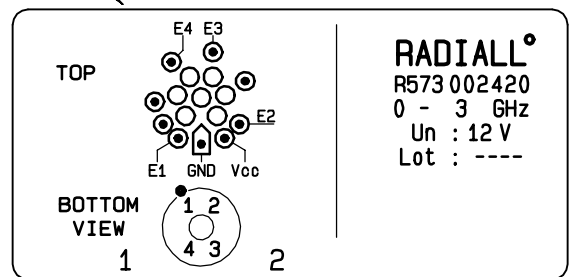 E4 E3
TOP
E2
E1 GND Vcc
BOTTOM
VIEW
1 2
4 3
1 2
RADIALL°
R573 002420
0 - 3 GHz
Un : 12 V
Lot : ----